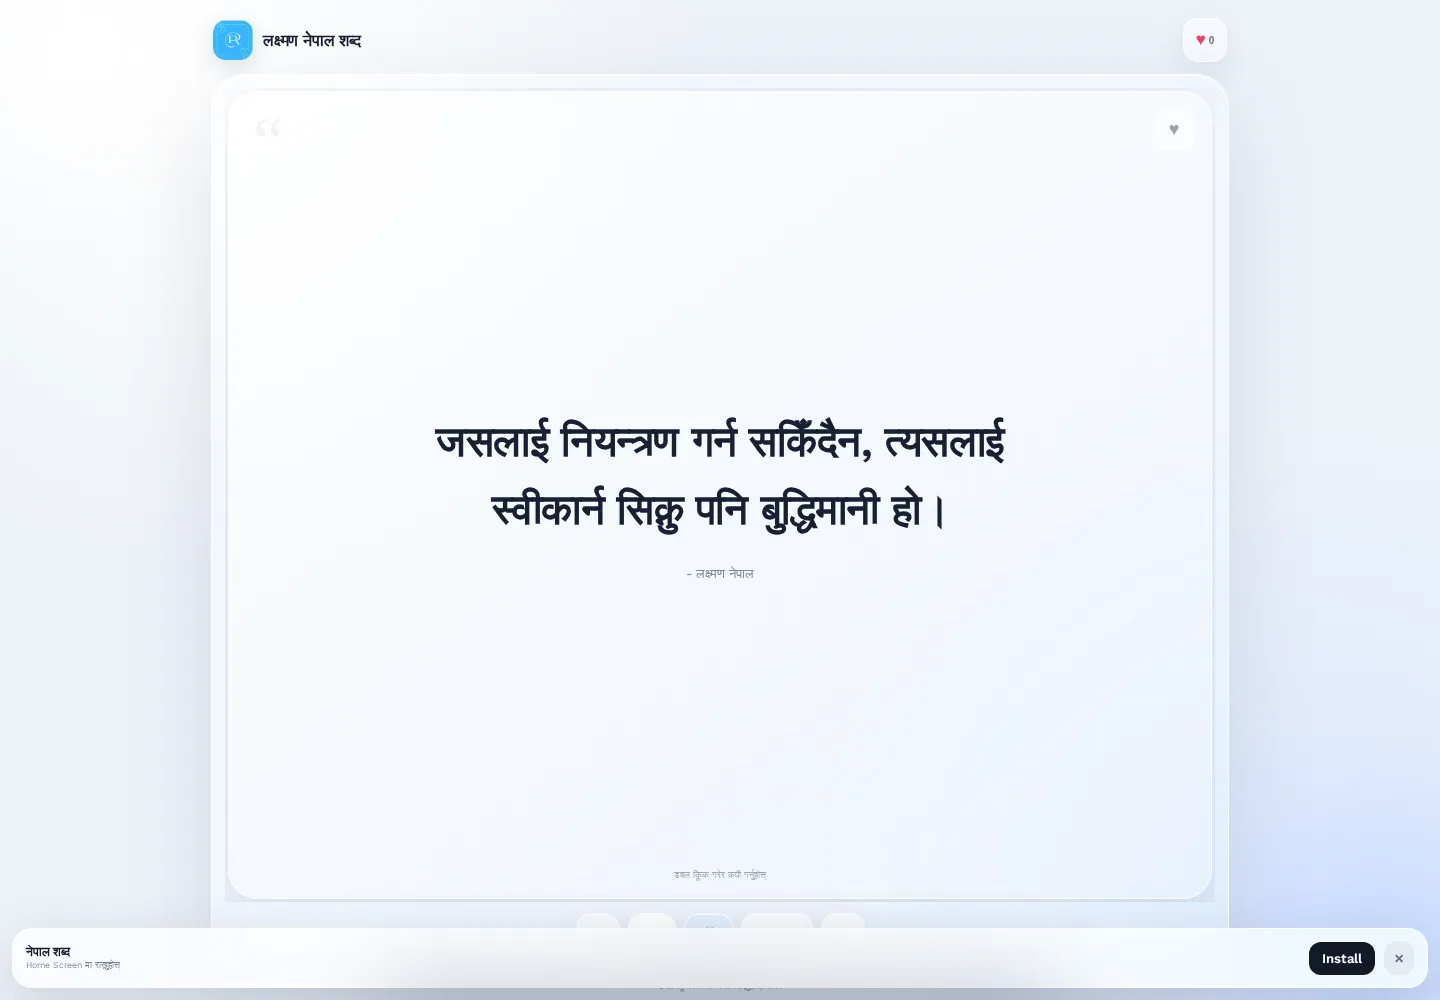 लक्ष्मण नेपाल शब्द
♥ 0
“
♥
जसलाई नियन्त्रण गर्न सकिँदैन, त्यसलाई
स्वीकार्न सिक्नु पनि बुद्धिमानी हो।
- लक्ष्मण नेपाल
डबल क्लिक गरेर कपी गर्नुहोस्
नेपाल शब्द
Home Screen मा राख्नुहोस्
Install
×